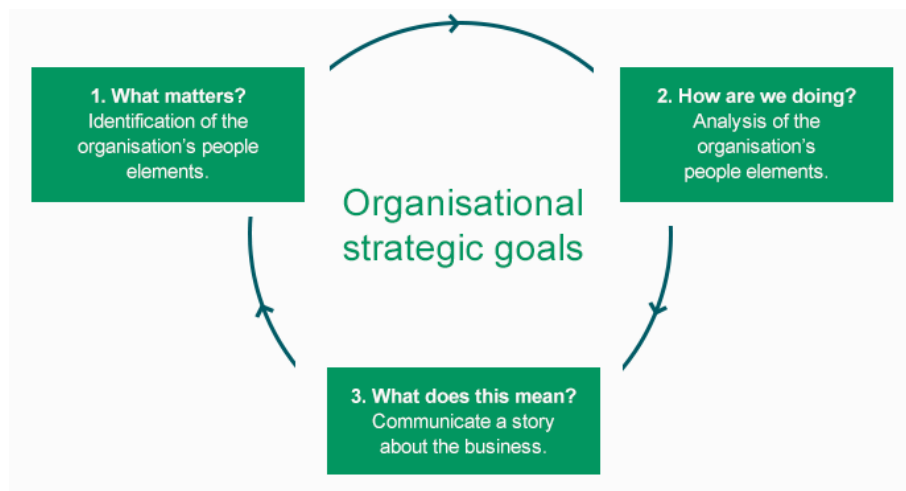 1. What matters?
Identification of the
organisation's people
elements.
2. How are we doing?
Analysis of the
organisation's
people elements.
Organisational
strategic goals
3. What does this mean?
Communicate a story
about the business.